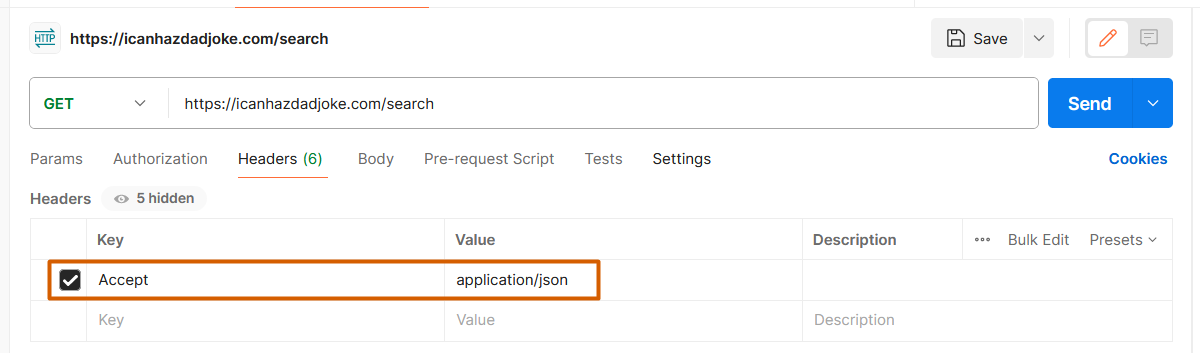 HTTP https://icanhazdadjoke.com/search Save
GET https://icanhazdadjoke.com/search Send
Params Authorization Headers (6) Body Pre-request Script Tests Settings Cookies
Headers 5 hidden
Key Value Description ••• Bulk Edit Presets
Accept application/json
Key Value Description